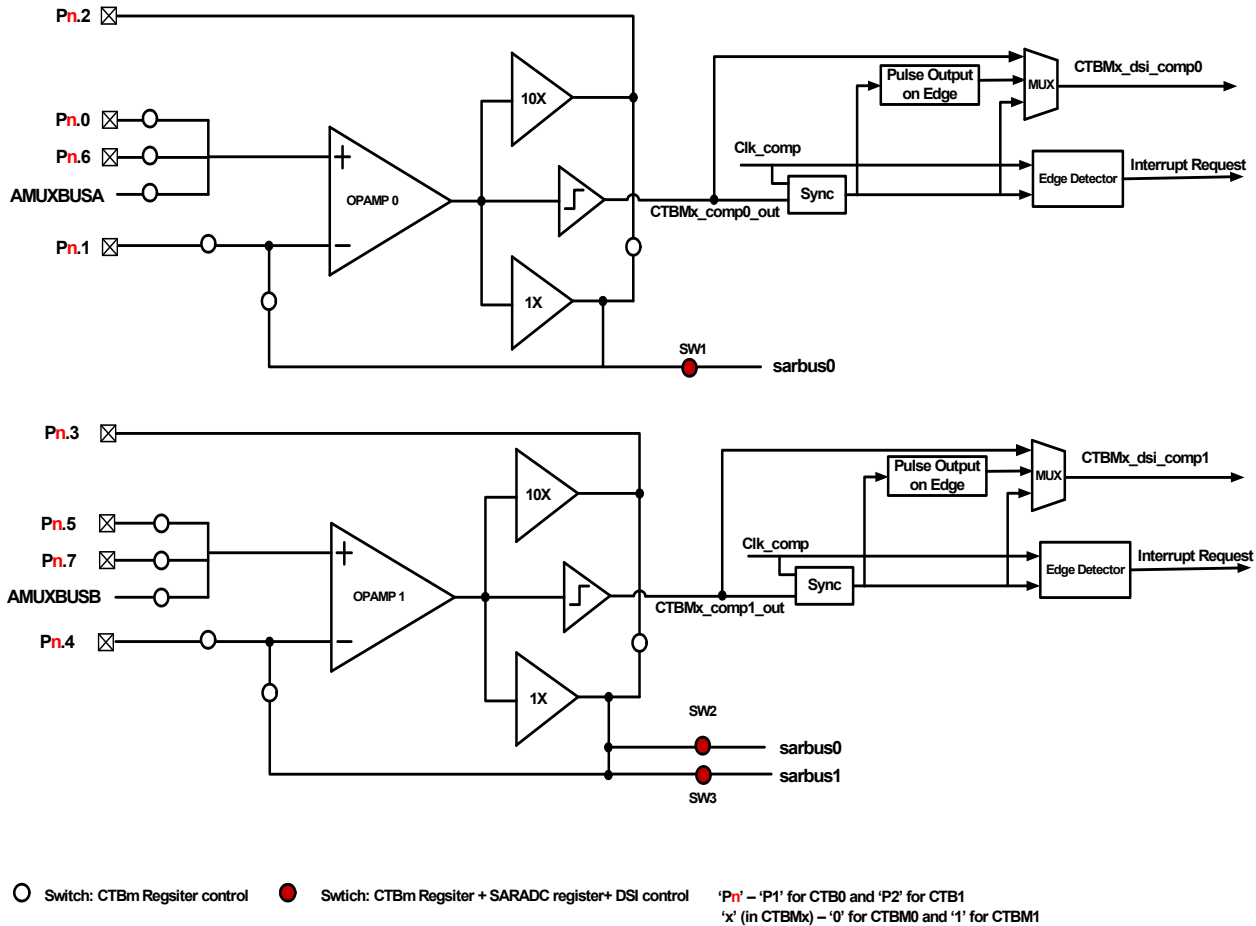 Pn.2
10X
Pulse Output
on Edge
MUX
CTBMx_dsi_comp0
Pn.0
Pn.6
AMUXBUSA
Pn.1
OPAMP 0
Clk_comp
Sync
Edge Detector
Interrupt Request
CTBMx_comp0_out
1X
SW1
sarbus0
Pn.3
10X
Pulse Output
on Edge
MUX
CTBMx_dsi_comp1
Pn.5
Pn.7
AMUXBUSB
Pn.4
OPAMP 1
Clk_comp
Sync
Edge Detector
Interrupt Request
CTBMx_comp1_out
1X
SW2
sarbus0
sarbus1
SW3
Switch: CTBm Regsiter control
Swtich: CTBm Regsiter + SARADC register+ DSI control
‘Pn’ – ‘P1’ for CTB0 and ‘P2’ for CTB1
‘x’ (in CTBMx) – ‘0’ for CTBM0 and ‘1’ for CTBM1